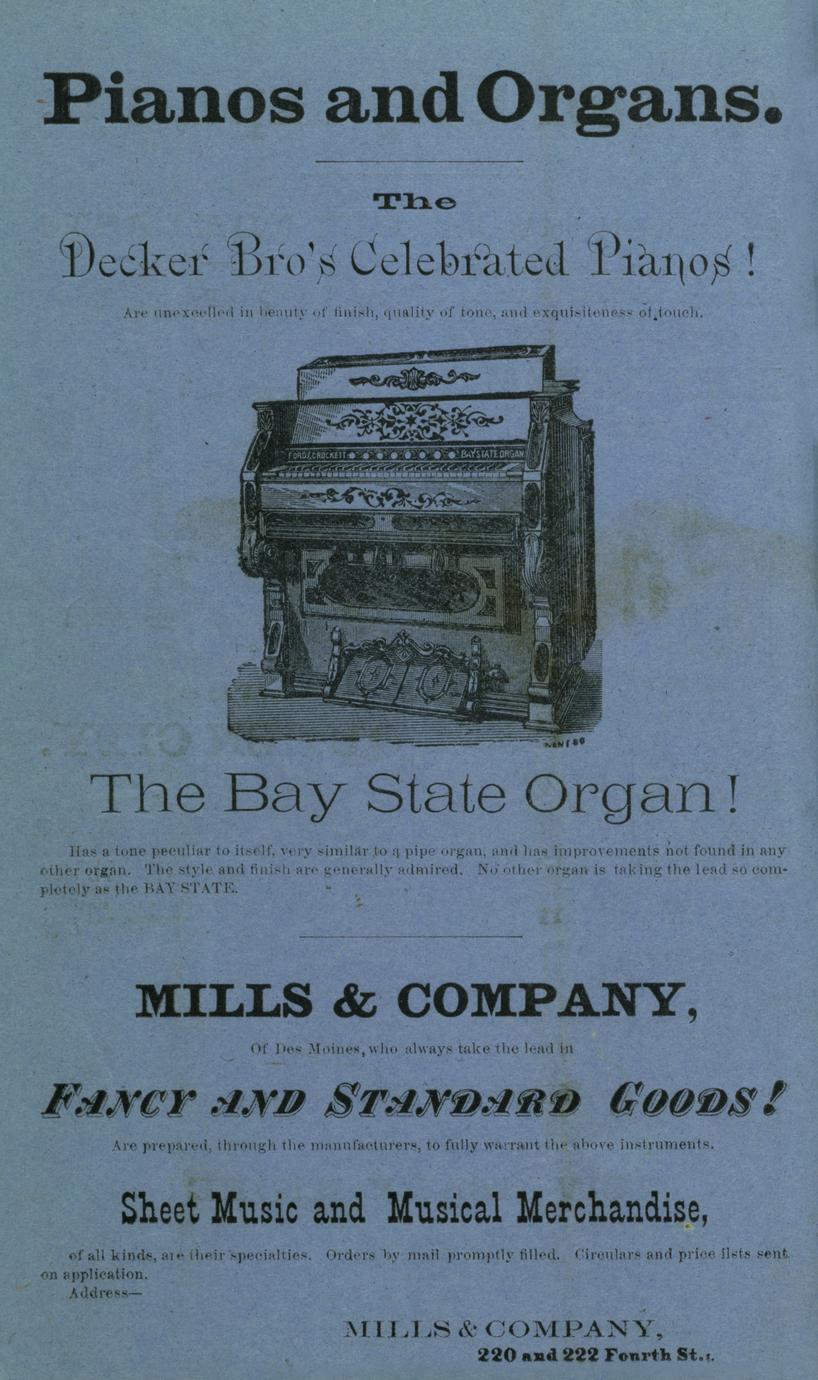 Pianos and Organs.
The
Decker Bro's Celebrated Pianos!
Are unexcelled in beauty of finish, quality of tone, and exquisiteness of touch.
FORD & CROCKETT BAY STATE ORGAN
The Bay State Organ!
Has a tone peculiar to itself, very similar to a pipe organ, and has improvements not found in any
other organ. The style and finish are generally admired. No other organ is taking the lead so com-
pletely as the BAY STATE.
MILLS & COMPANY,
Of Des Moines, who always take the lead in
FANCY AND STANDARD GOODS!
Are prepared, through the manufacturers, to fully warrant the above instruments.
Sheet Music and Musical Merchandise,
of all kinds, are their specialties. Orders by mail promptly filled. Circulars and price lists sent
on application.
Address—
MILLS & COMPANY,
220 and 222 Fourth St.